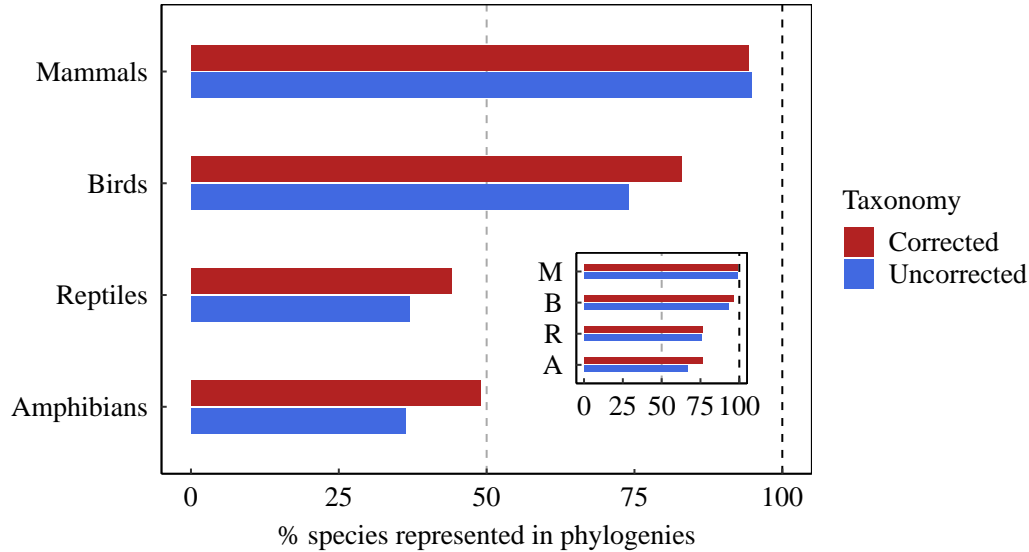 Mammals
Birds
Reptiles
Amphibians
0 25 50 75 100
% species represented in phylogenies
M
B
R
A
0 25 50 75 100
Taxonomy
Corrected
Uncorrected